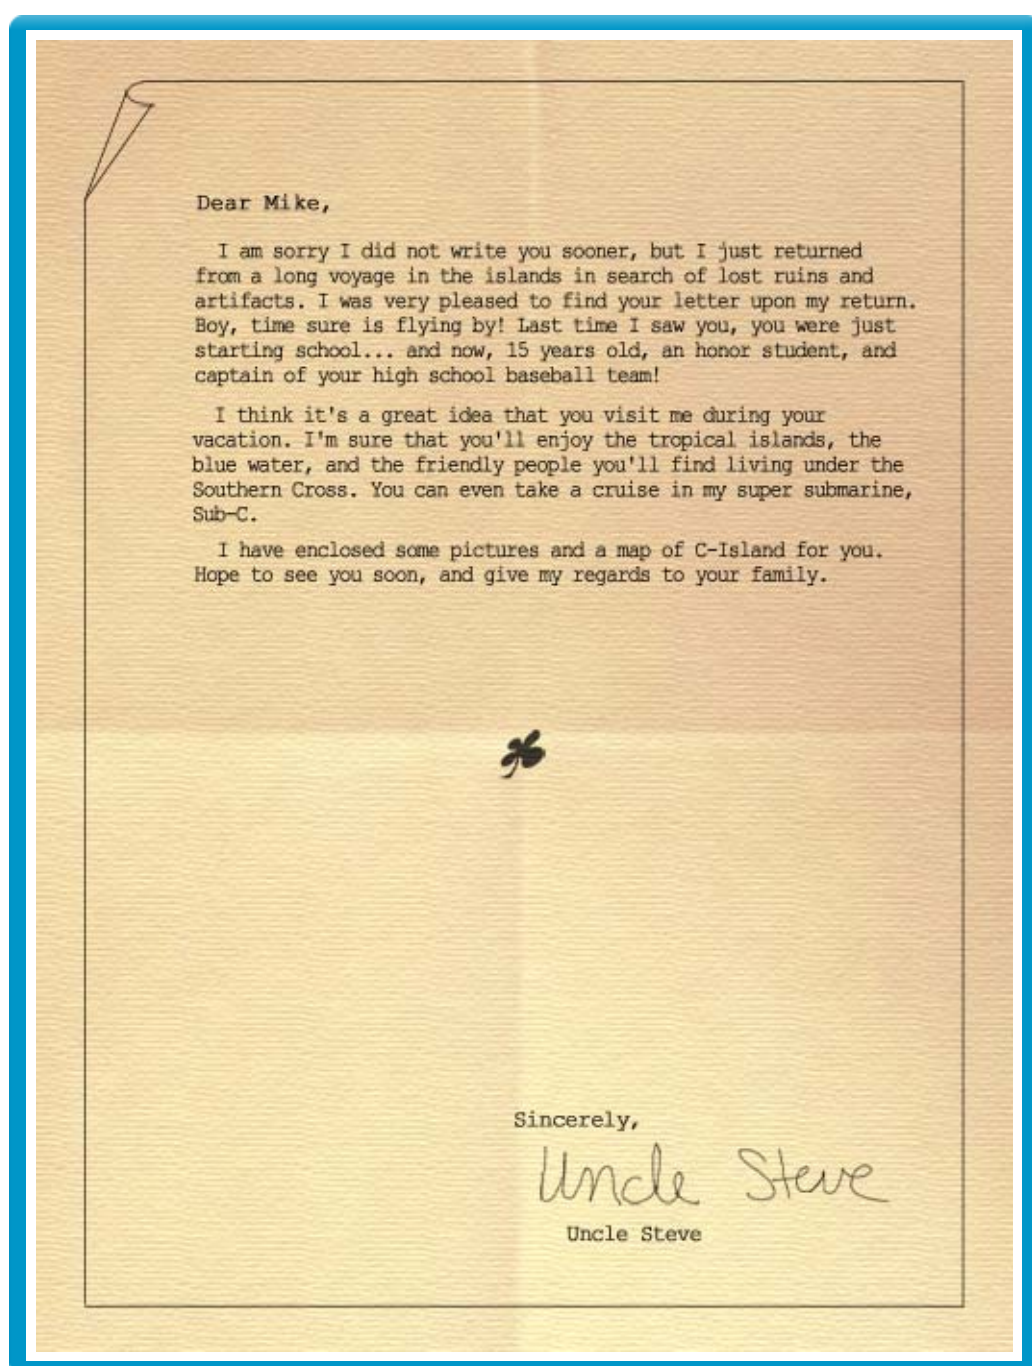 Dear Mike,
I am sorry I did not write you sooner, but I just returned
from a long voyage in the islands in search of lost ruins and
artifacts. I was very pleased to find your letter upon my return.
Boy, time sure is flying by! Last time I saw you, you were just
starting school... and now, 15 years old, an honor student, and
captain of your high school baseball team!
I think it's a great idea that you visit me during your
vacation. I'm sure that you'll enjoy the tropical islands, the
blue water, and the friendly people you'll find living under the
Southern Cross. You can even take a cruise in my super submarine,
Sub-C.
I have enclosed some pictures and a map of C-Island for you.
Hope to see you soon, and give my regards to your family.
Sincerely,
Uncle Steve
Uncle Steve